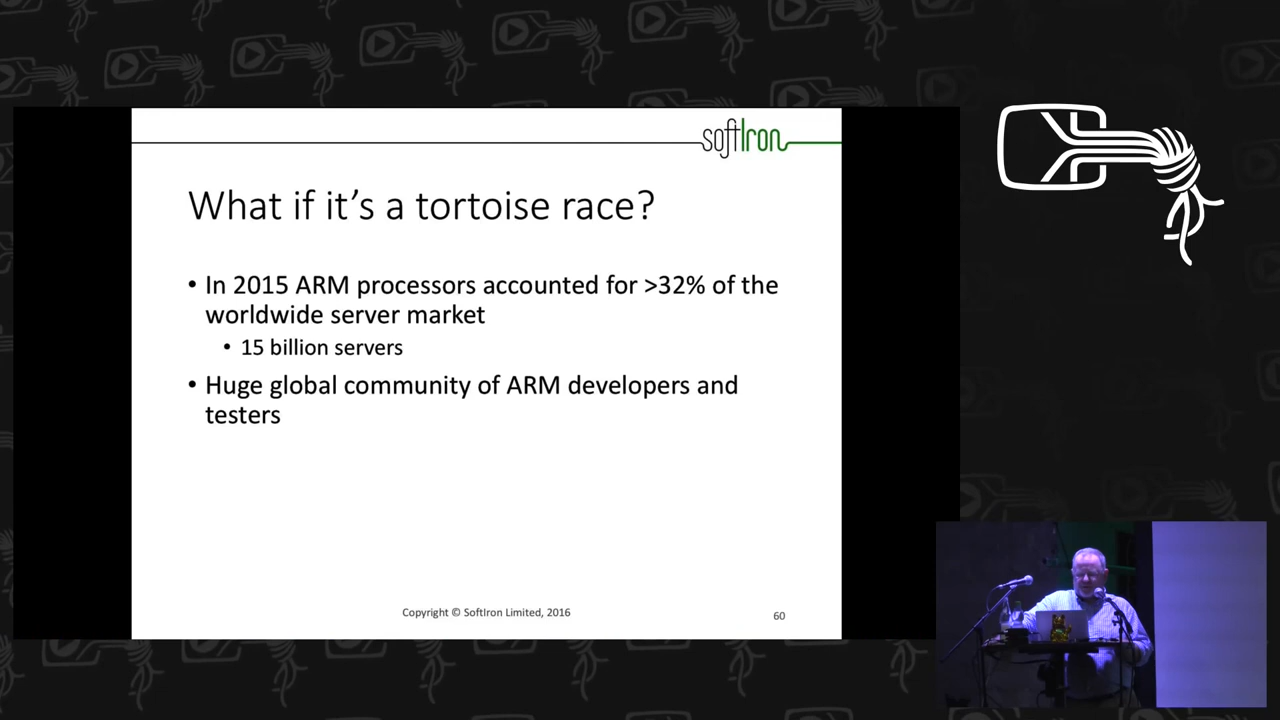 softIron
What if it's a tortoise race?
• In 2015 ARM processors accounted for >32% of the
worldwide server market
• 15 billion servers
• Huge global community of ARM developers and
testers
Copyright © SoftIron Limited, 2016
60